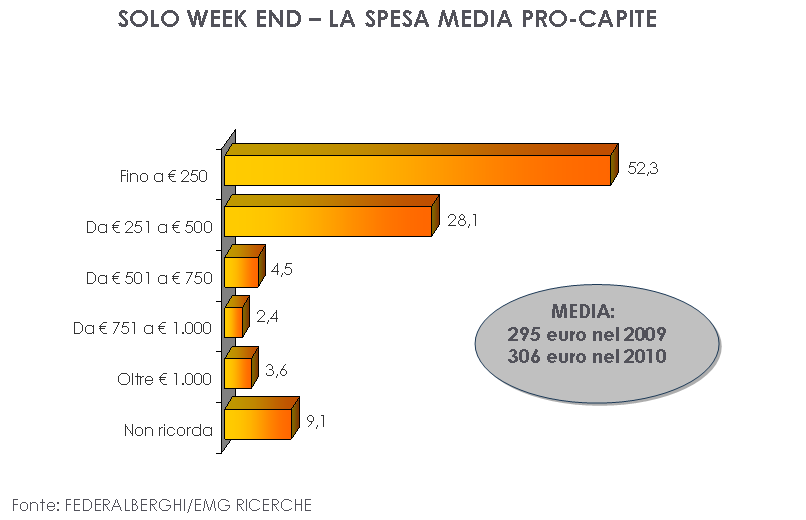 SOLO WEEK END – LA SPESA MEDIA PRO-CAPITE
Fino a € 250
52,3
Da € 251 a € 500
28,1
Da € 501 a € 750
4,5
Da € 751 a € 1.000
2,4
Oltre € 1.000
3,6
Non ricorda
9,1
MEDIA:
295 euro nel 2009
306 euro nel 2010
Fonte: FEDERALBERGHI/EMG RICERCHE